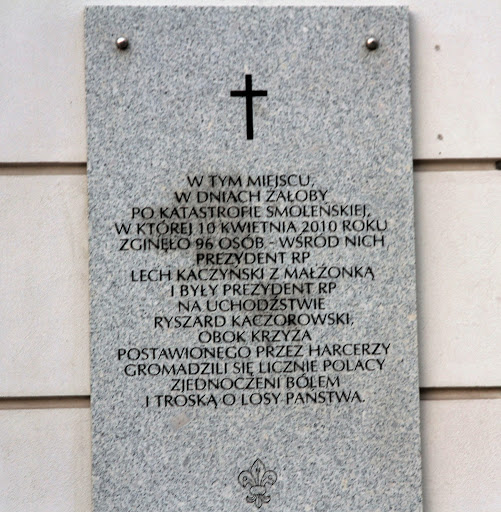 W TYM MIEJSCU,
W DNIACH ŻAŁOBY
PO KATASTROFIE SMOLEŃSKIEJ,
W KTÓREJ 10 KWIETNIA 2010 ROKU
ZGINĘŁO 96 OSÓB - WŚRÓD NICH
PREZYDENT RP
LECH KACZYŃSKI Z MAŁŻONKĄ
I BYŁY PREZYDENT RP
NA UCHODŹSTWIE
RYSZARD KACZOROWSKI,
OBOK KRZYŻA
POSTAWIONEGO PRZEZ HARCERZY
GROMADZILI SIĘ LICZNIE POLACY
ZJEDNOCZENI BÓLEM
I TROSKĄ O LOSY PAŃSTWA.